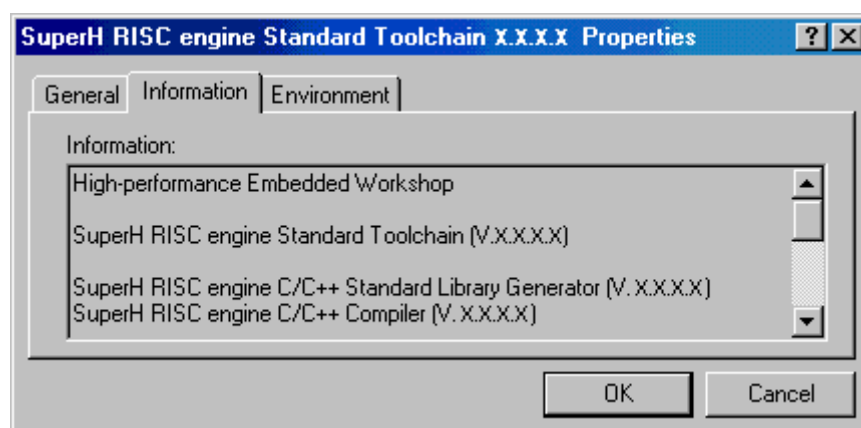 SuperH RISC engine Standard Toolchain X.X.X.X Properties
General Information Environment
Information:
High-performance Embedded Workshop
SuperH RISC engine Standard Toolchain (V.X.X.X.X)
SuperH RISC engine C/C++ Standard Library Generator (V. X.X.X.X)
SuperH RISC engine C/C++ Compiler (V. X.X.X.X)
OK Cancel